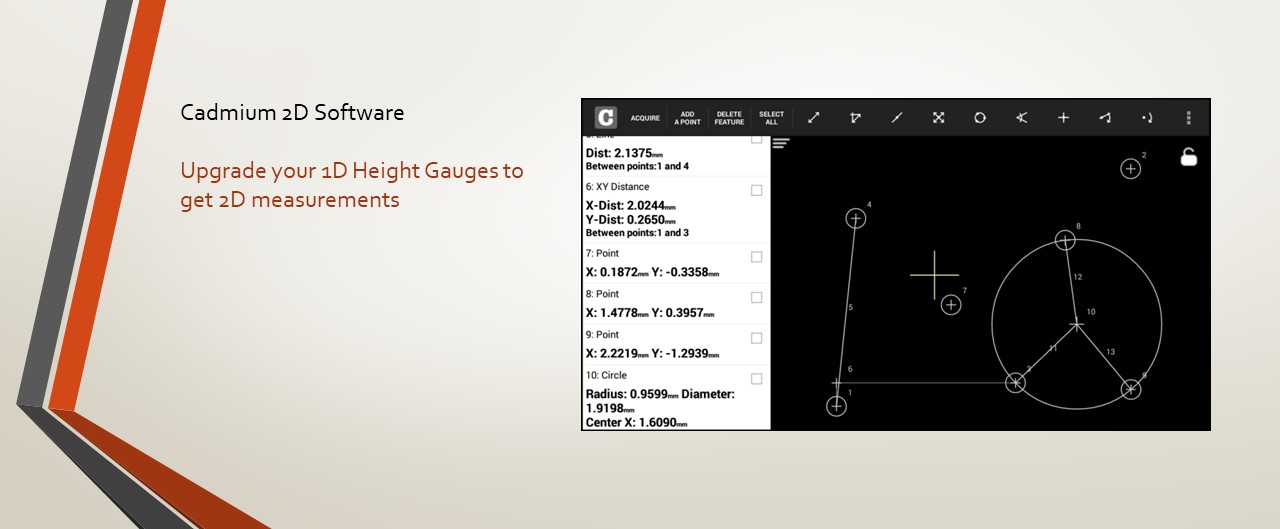 Cadmium 2D Software
Upgrade your 1D Height Gauges to
get 2D measurements
C
ACQUIRE
ADD
A POINT
DELETE
FEATURE
SELECT
ALL
Dist: 2.1375mm
Between points:1 and 4
6: XY Distance
X-Dist: 2.0244mm
Y-Dist: 0.2650mm
Between points:1 and 3
7: Point
X: 0.1872mm Y: -0.3358mm
8: Point
X: 1.4778mm Y: 0.3957mm
9: Point
X: 2.2219mm Y: -1.2939mm
10: Circle
Radius: 0.9599mm Diameter:
1.9198mm
Center X: 1.6090mm
2
4
8
12
7
5
10
11
13
6
3
9
1